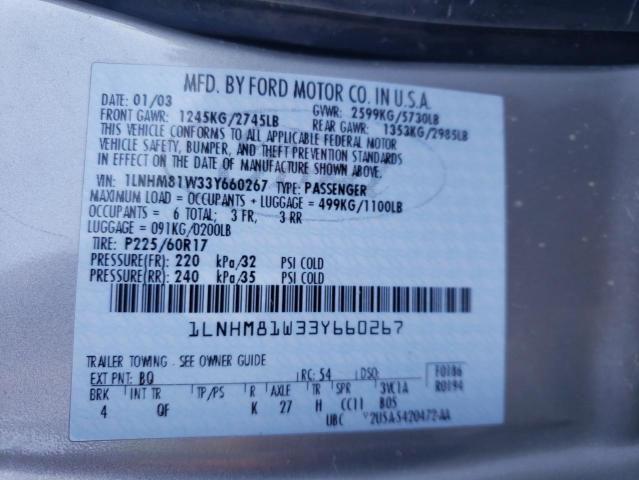 MFD. BY FORD MOTOR CO. IN U.S.A.
DATE: 01/03 GVWR: 2599KG/5730LB
FRONT GAWR: 1245KG/2745LB REAR GAWR: 1353KG/2985LB
THIS VEHICLE CONFORMS TO ALL APPLICABLE FEDERAL MOTOR
VEHICLE SAFETY, BUMPER, AND THEFT PREVENTION STANDARDS
IN EFFECT ON THE DATE OF MANUFACTURE SHOWN ABOVE.
VIN: 1LNHM81W33Y660267 TYPE: PASSENGER
MAXIMUM LOAD = OCCUPANTS + LUGGAGE = 499KG/1100LB
OCCUPANTS = 6 TOTAL; 3 FR, 3 RR
LUGGAGE = 091KG/0200LB
TIRE: P225/60R17
PRESSURE(FR) 220 kPa/32 PSI COLD
PRESSURE(RR) 240 kPa/35 PSI COLD
1LNHM81W33Y660267
TRAILER TOWING - SEE OWNER GUIDE
EXT PNT: BQ RC: 54 DSO: F0186
R0194
BRK INT TR TP/PS R AXLE TR SPR 3VC1A
4 QF K 27 H CC11 B05
UBC Y2U5A5420472-AA